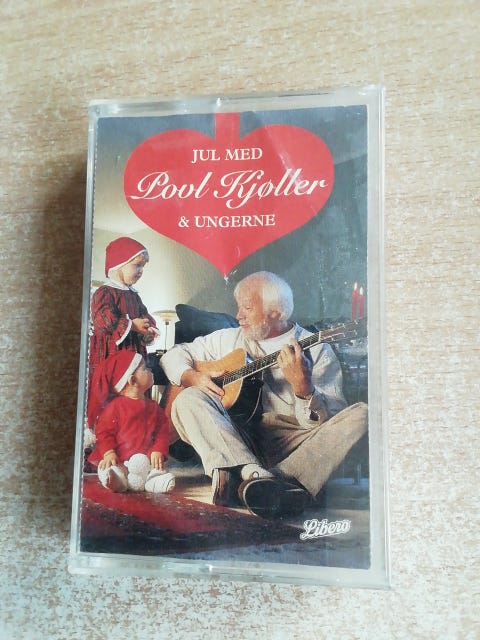 JUL MED
Povl Kjøller
& UNGERNE
Libero